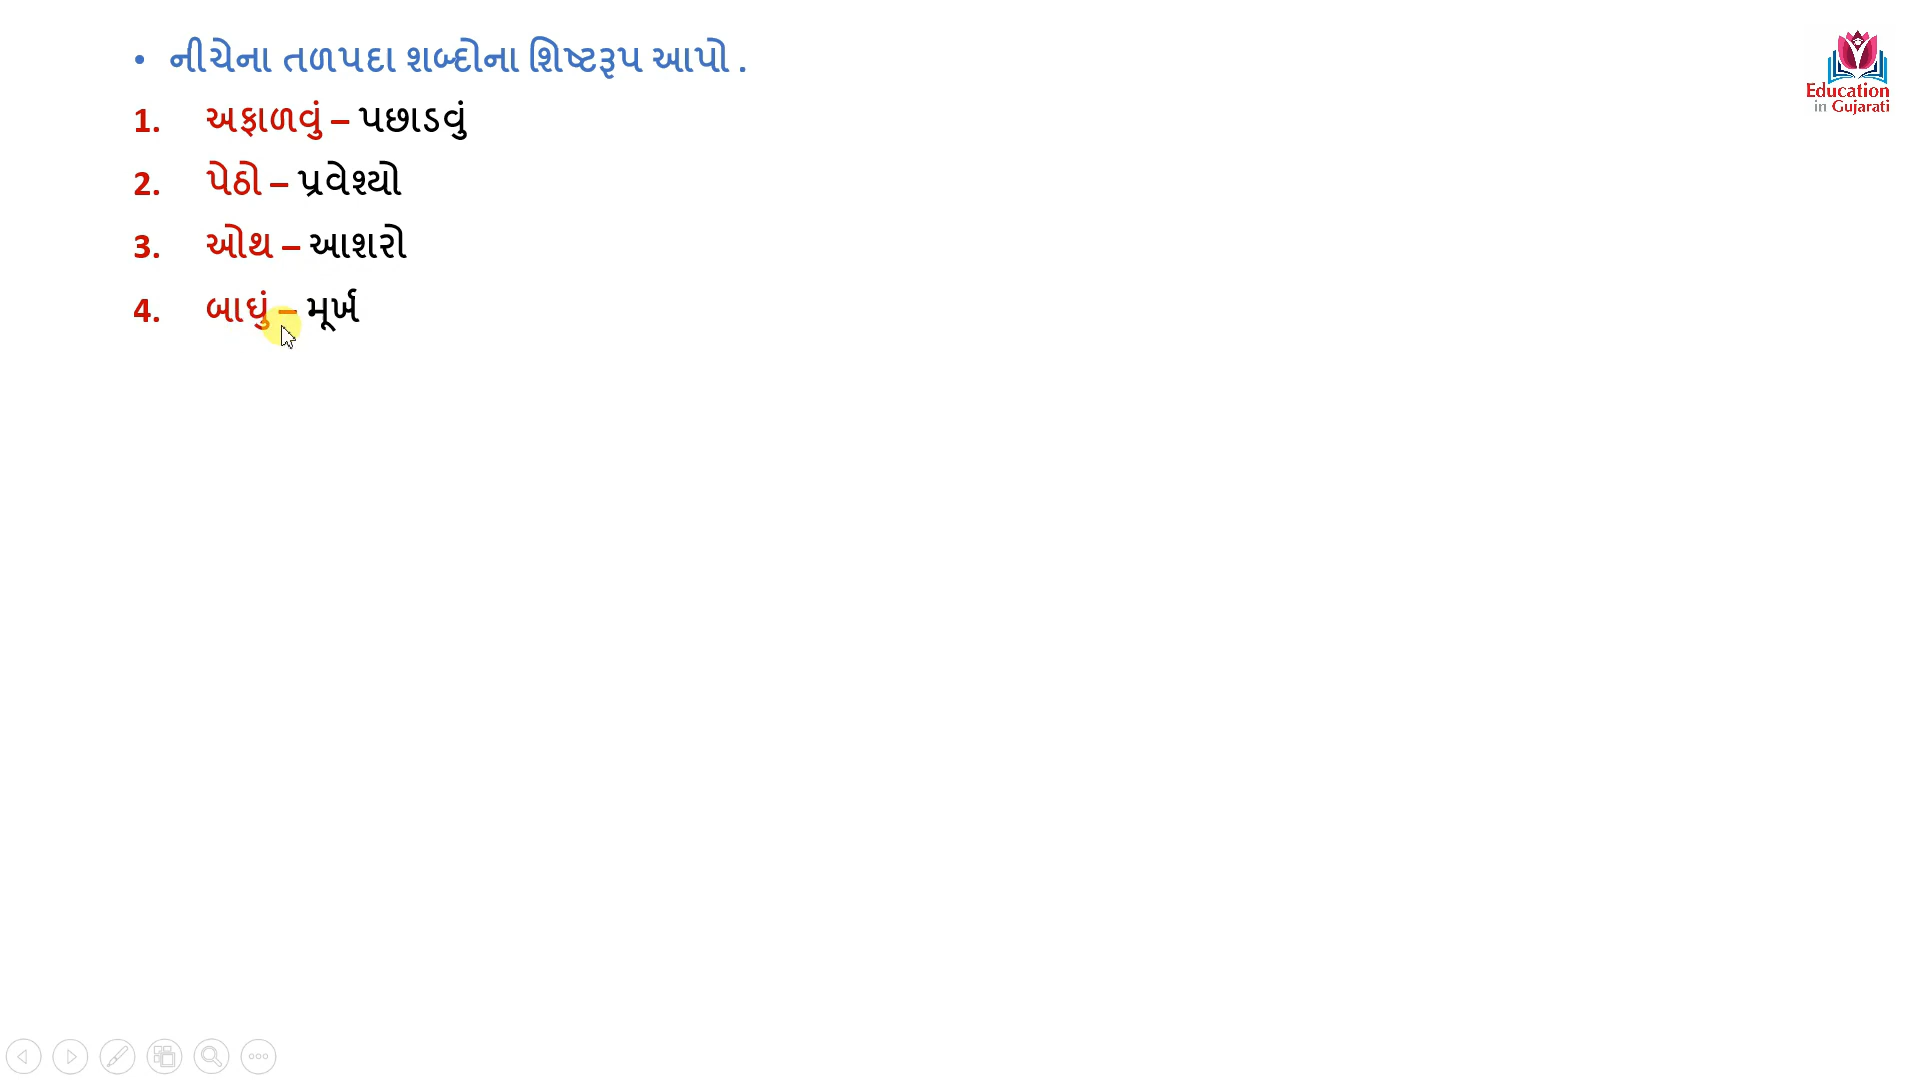 • નીચેના તળપદા શબ્દોના શિષ્ટરૂપ આપો .
1. અફાળવું – પછાડવું
2. પેઠો – પ્રવેશ્યો
3. ઓથ – આશરો
4. બાઘું – મૂર્ખ
Education
in Gujarati